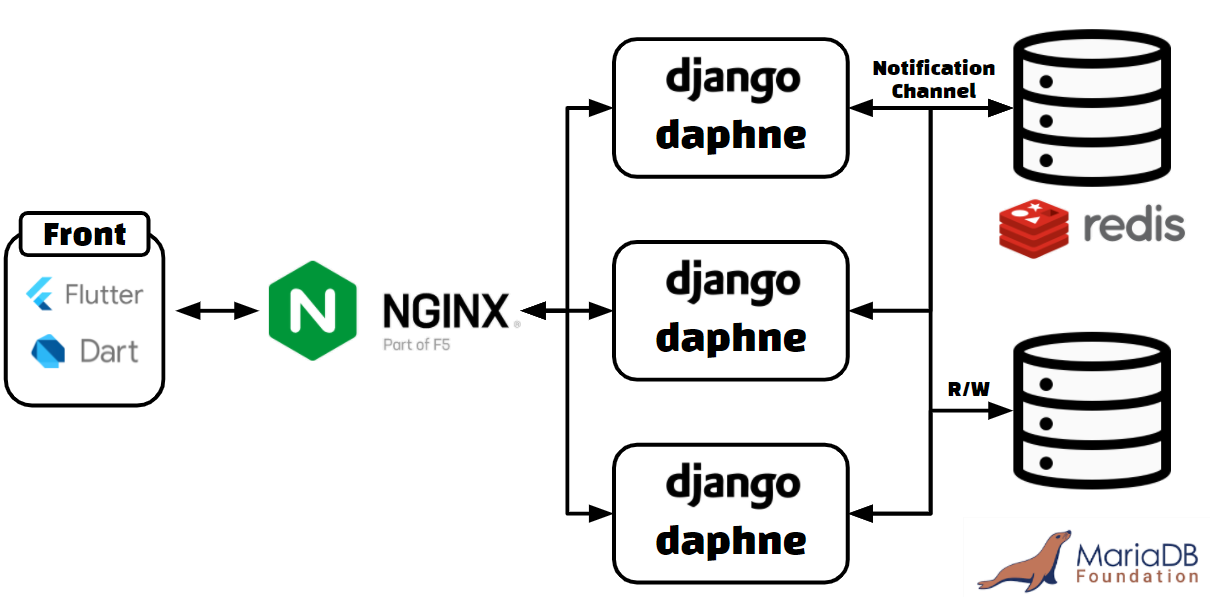 Front
Flutter
Dart
NGINX
Part of F5
django
daphne
django
daphne
django
daphne
Notification
Channel
redis
R/W
MariaDB
Foundation